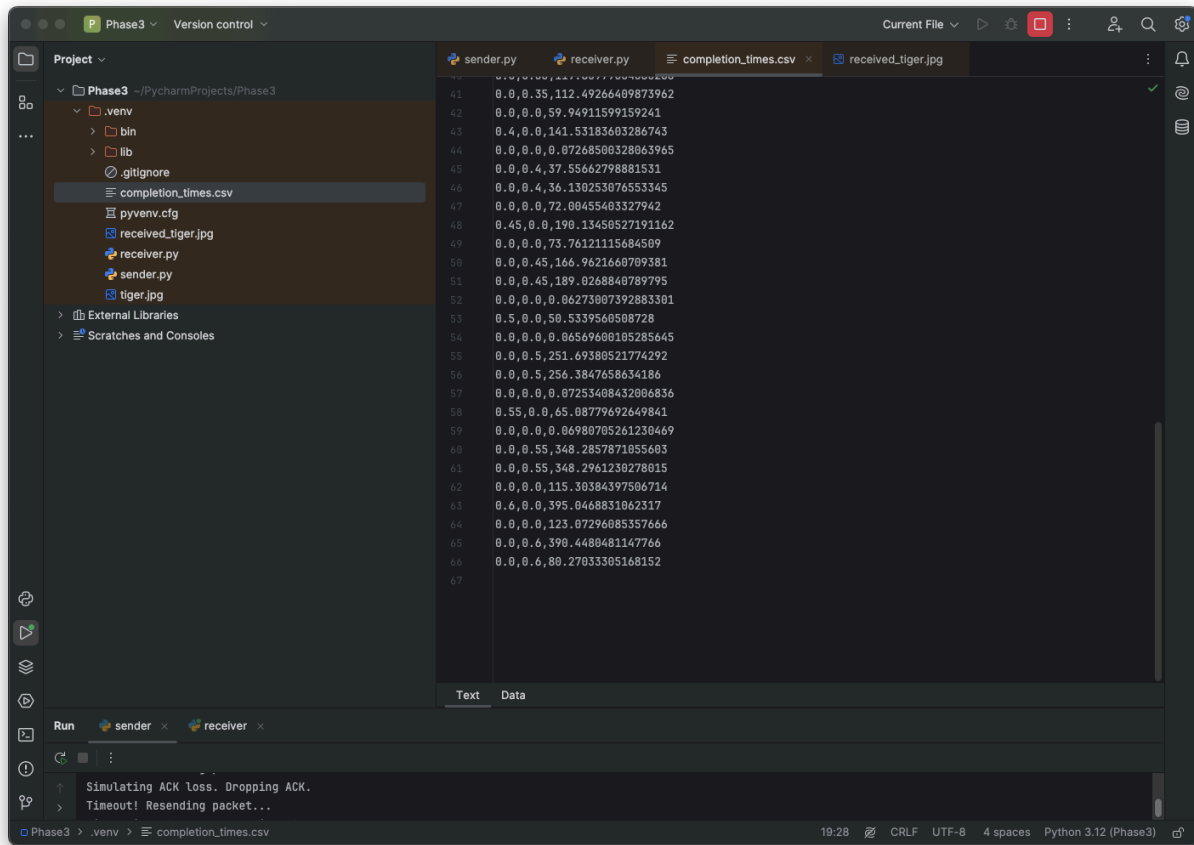 P Phase3 Version control Current File
Project
sender.py receiver.py completion_times.csv received_tiger.jpg
Phase3 ~/PycharmProjects/Phase3
.venv
bin
lib
.gitignore
completion_times.csv
pyvenv.cfg
received_tiger.jpg
receiver.py
sender.py
tiger.jpg
External Libraries
Scratches and Consoles
41 0.0,0.35,112.49266409873962
42 0.0,0.0,59.94911599159241
43 0.4,0.0,141.53183603286743
44 0.0,0.0,0.07268500328063965
45 0.0,0.4,37.55662798881531
46 0.0,0.4,36.130253076553345
47 0.0,0.0,72.00455403327942
48 0.45,0.0,190.13450527191162
49 0.0,0.0,73.76121115684509
50 0.0,0.45,166.9621660709381
51 0.0,0.45,189.0268840789795
52 0.0,0.0,0.06273007392883301
53 0.5,0.0,50.5339560508728
54 0.0,0.0,0.06569600105285645
55 0.0,0.5,251.69380521774292
56 0.0,0.5,256.3847658634186
57 0.0,0.0,0.07253408432006836
58 0.55,0.0,65.08779692649841
59 0.0,0.0,0.06980705261230469
60 0.0,0.55,348.2857871055603
61 0.0,0.55,348.2961230278015
62 0.0,0.0,115.30384397506714
63 0.6,0.0,395.0468831062317
64 0.0,0.0,123.07296085357666
65 0.0,0.6,390.4480481147766
66 0.0,0.6,80.27033305168152
67
Text Data
Run sender receiver
Simulating ACK loss. Dropping ACK.
Timeout! Resending packet...
Phase3 > .venv > completion_times.csv 19:28 CRLF UTF-8 4 spaces Python 3.12 (Phase3)